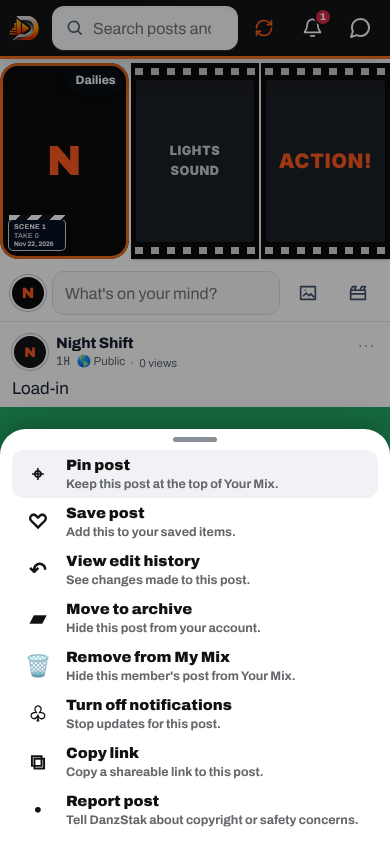 Search posts and
1
Dailies
N
SCENE 1
TAKE 0
Nov 22, 2026
LIGHTS
SOUND
ACTION!
N
What's on your mind?
N
Night Shift
1H 🌎 Public · 0 views
Load-in
Pin post
Keep this post at the top of Your Mix.
Save post
Add this to your saved items.
View edit history
See changes made to this post.
Move to archive
Hide this post from your account.
Remove from My Mix
Hide this member's post from Your Mix.
Turn off notifications
Stop updates for this post.
Copy link
Copy a shareable link to this post.
Report post
Tell DanzStak about copyright or safety concerns.